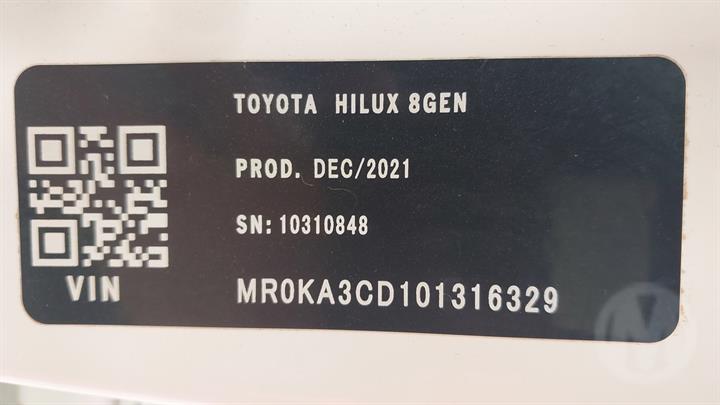 TOYOTA HILUX 8GEN
PROD. DEC/2021
SN: 10310848
VIN
MR0KA3CD101316329
M